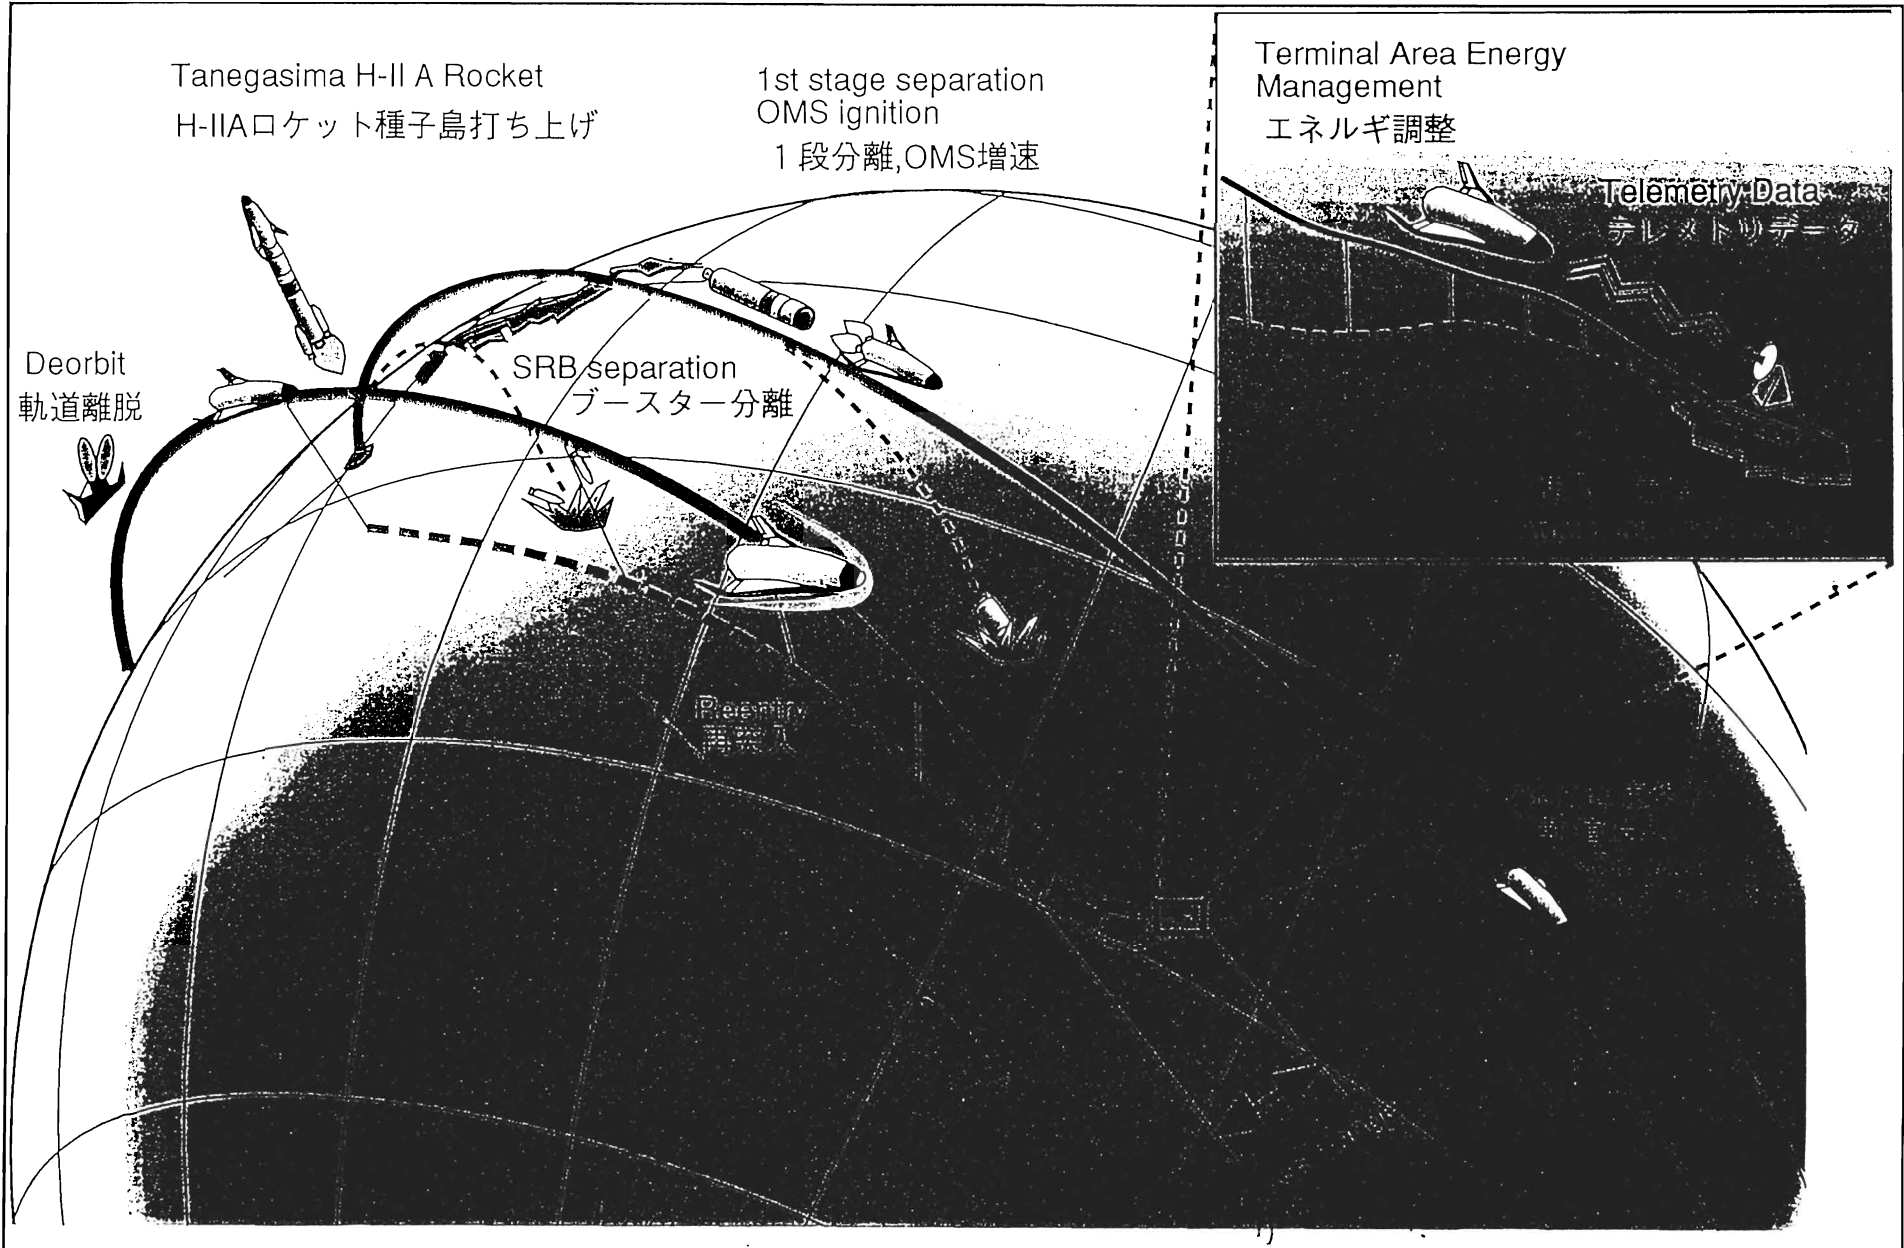 Tanegasima H-II A Rocket
H-IIAロケット種子島打ち上げ
1st stage separation
OMS ignition
1 段分離,OMS増速
Terminal Area Energy
Management
エネルギ調整
Telemetry Data
テレメトリデータ
Deorbit
軌道離脱
SRB separation
ブースター分離
Reentry
再突入